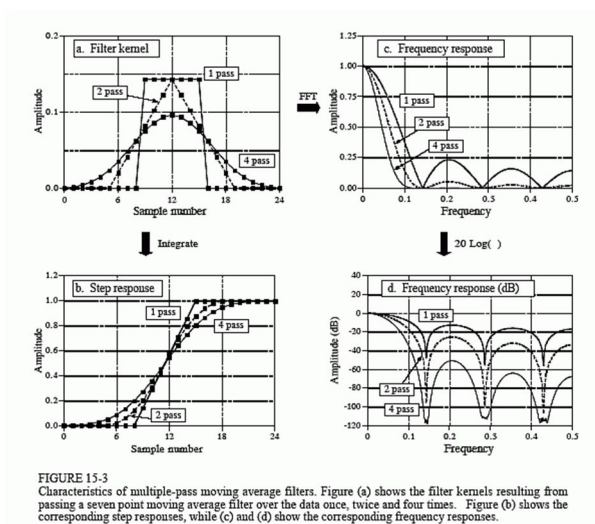 a. Filter kernel
0.2
0.1
0.0
Amplitude
1 pass
2 pass
4 pass
0
6
12
18
24
Sample number
FFT
c. Frequency response
1.25
1.00
0.75
0.50
0.25
0.00
Amplitude
1 pass
2 pass
4 pass
0
0.1
0.2
0.3
0.4
0.5
Frequency
Integrate
20 Log( )
b. Step response
1.2
1.0
0.8
0.6
0.4
0.2
0.0
Amplitude
1 pass
4 pass
2 pass
0
6
12
18
24
Sample number
d. Frequency response (dB)
40
20
0
-20
-40
-60
-80
-100
-120
Amplitude (dB)
1 pass
2 pass
4 pass
0
0.1
0.2
0.3
0.4
0.5
Frequency
FIGURE 15-3
Characteristics of multiple-pass moving average filters. Figure (a) shows the filter kernels resulting from
passing a seven point moving average filter over the data once, twice and four times. Figure (b) shows the
corresponding step responses, while (c) and (d) show the corresponding frequency responses.